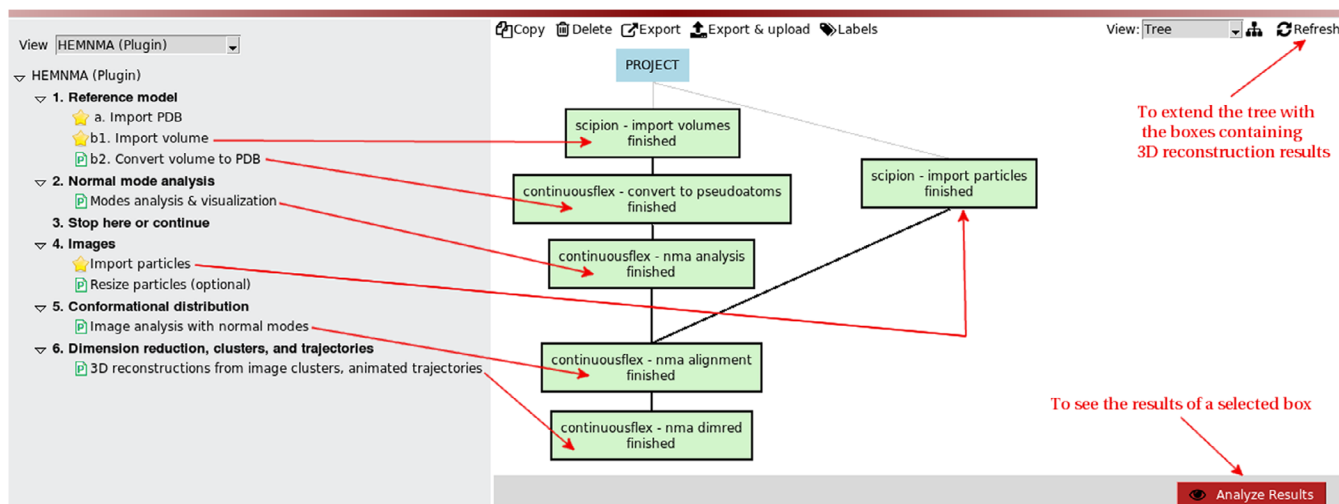 View HEMNMA (Plugin)
HEMNMA (Plugin)
1. Reference model
a. Import PDB
b1. Import volume
b2. Convert volume to PDB
2. Normal mode analysis
Modes analysis & visualization
3. Stop here or continue
4. Images
Import particles
Resize particles (optional)
5. Conformational distribution
Image analysis with normal modes
6. Dimension reduction, clusters, and trajectories
3D reconstructions from image clusters, animated trajectories
Copy Delete Export Export & upload Labels View: Tree Refresh
PROJECT
scipion - import volumes
finished
continuousflex - convert to pseudoatoms
finished
continuousflex - nma analysis
finished
scipion - import particles
finished
continuousflex - nma alignment
finished
continuousflex - nma dimred
finished
To extend the tree with
the boxes containing
3D reconstruction results
To see the results of a selected box
Analyze Results